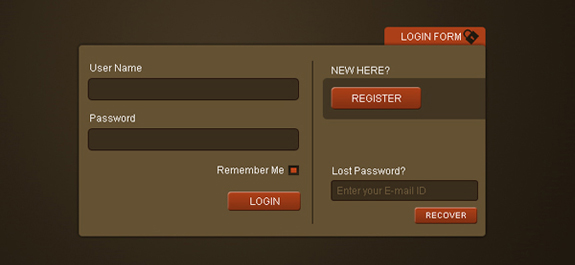 LOGIN FORM
User Name
Password
Remember Me
LOGIN
NEW HERE?
REGISTER
Lost Password?
Enter your E-mail ID
RECOVER